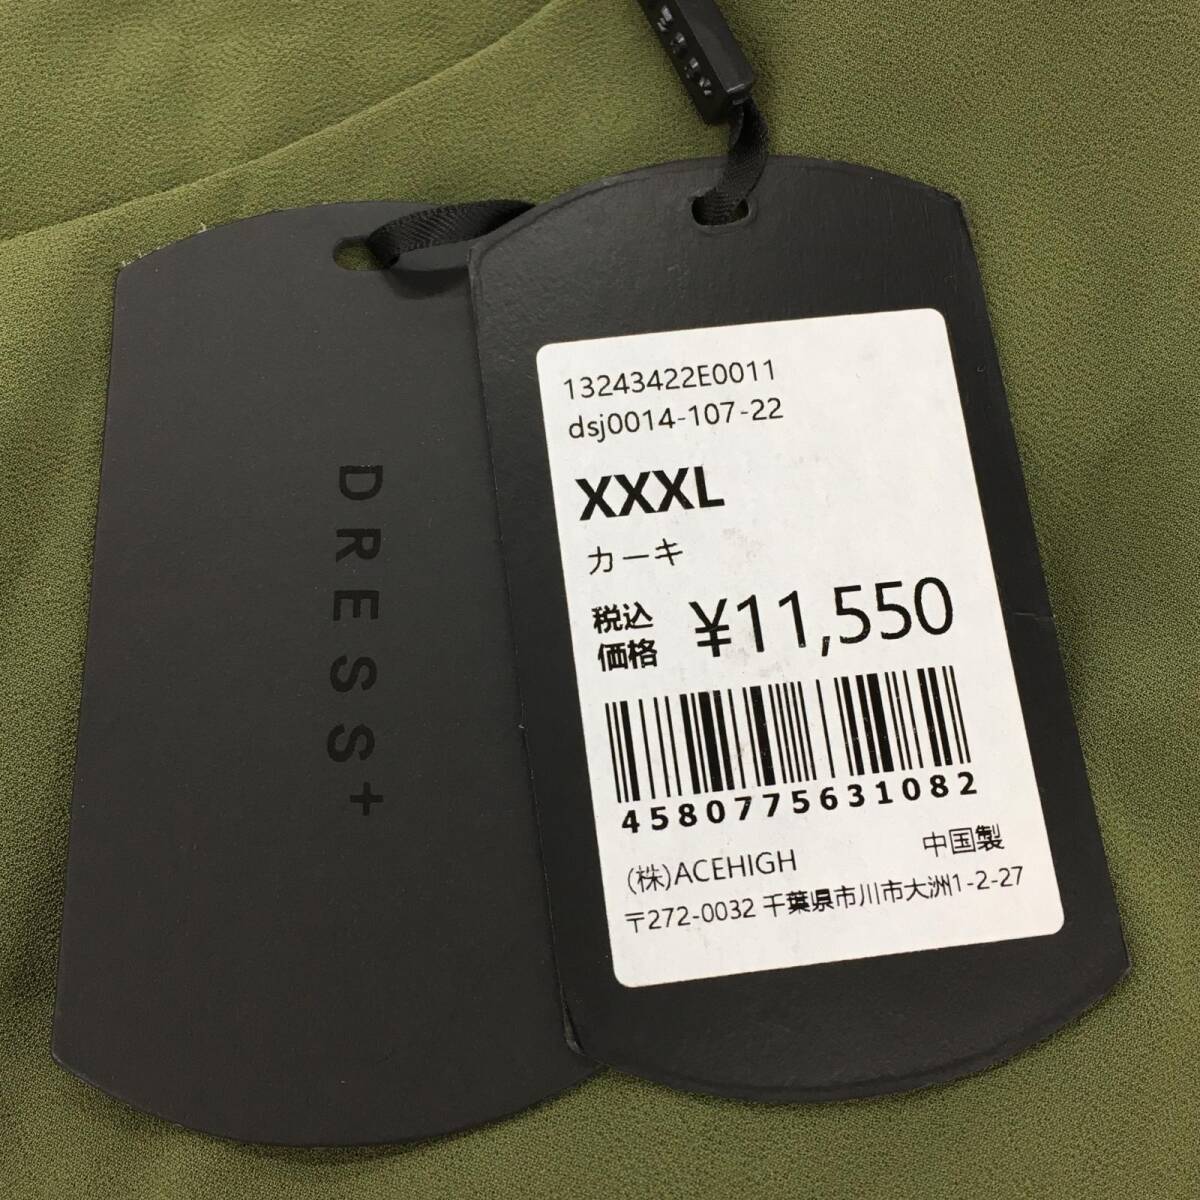 DRESS+
13243422E0011
dsj0014-107-22
XXXL
カーキ
税込
価格
¥11,550
4580775631082
(株)ACEHIGH 中国製
〒272-0032 千葉県市川市大洲1-2-27